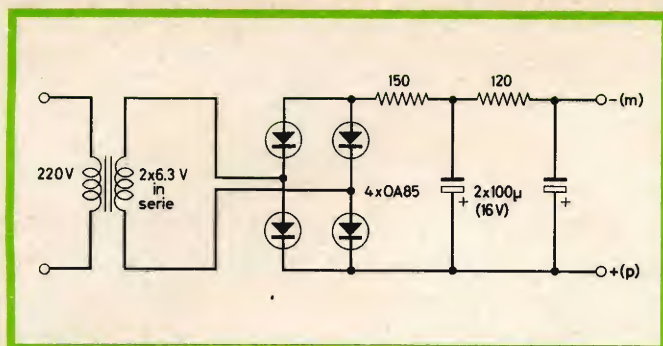 150
120
-(m)
220V
2x6.3 V
in
serie
4xOA85
2x100µ
(16V)
+
+
+(p)